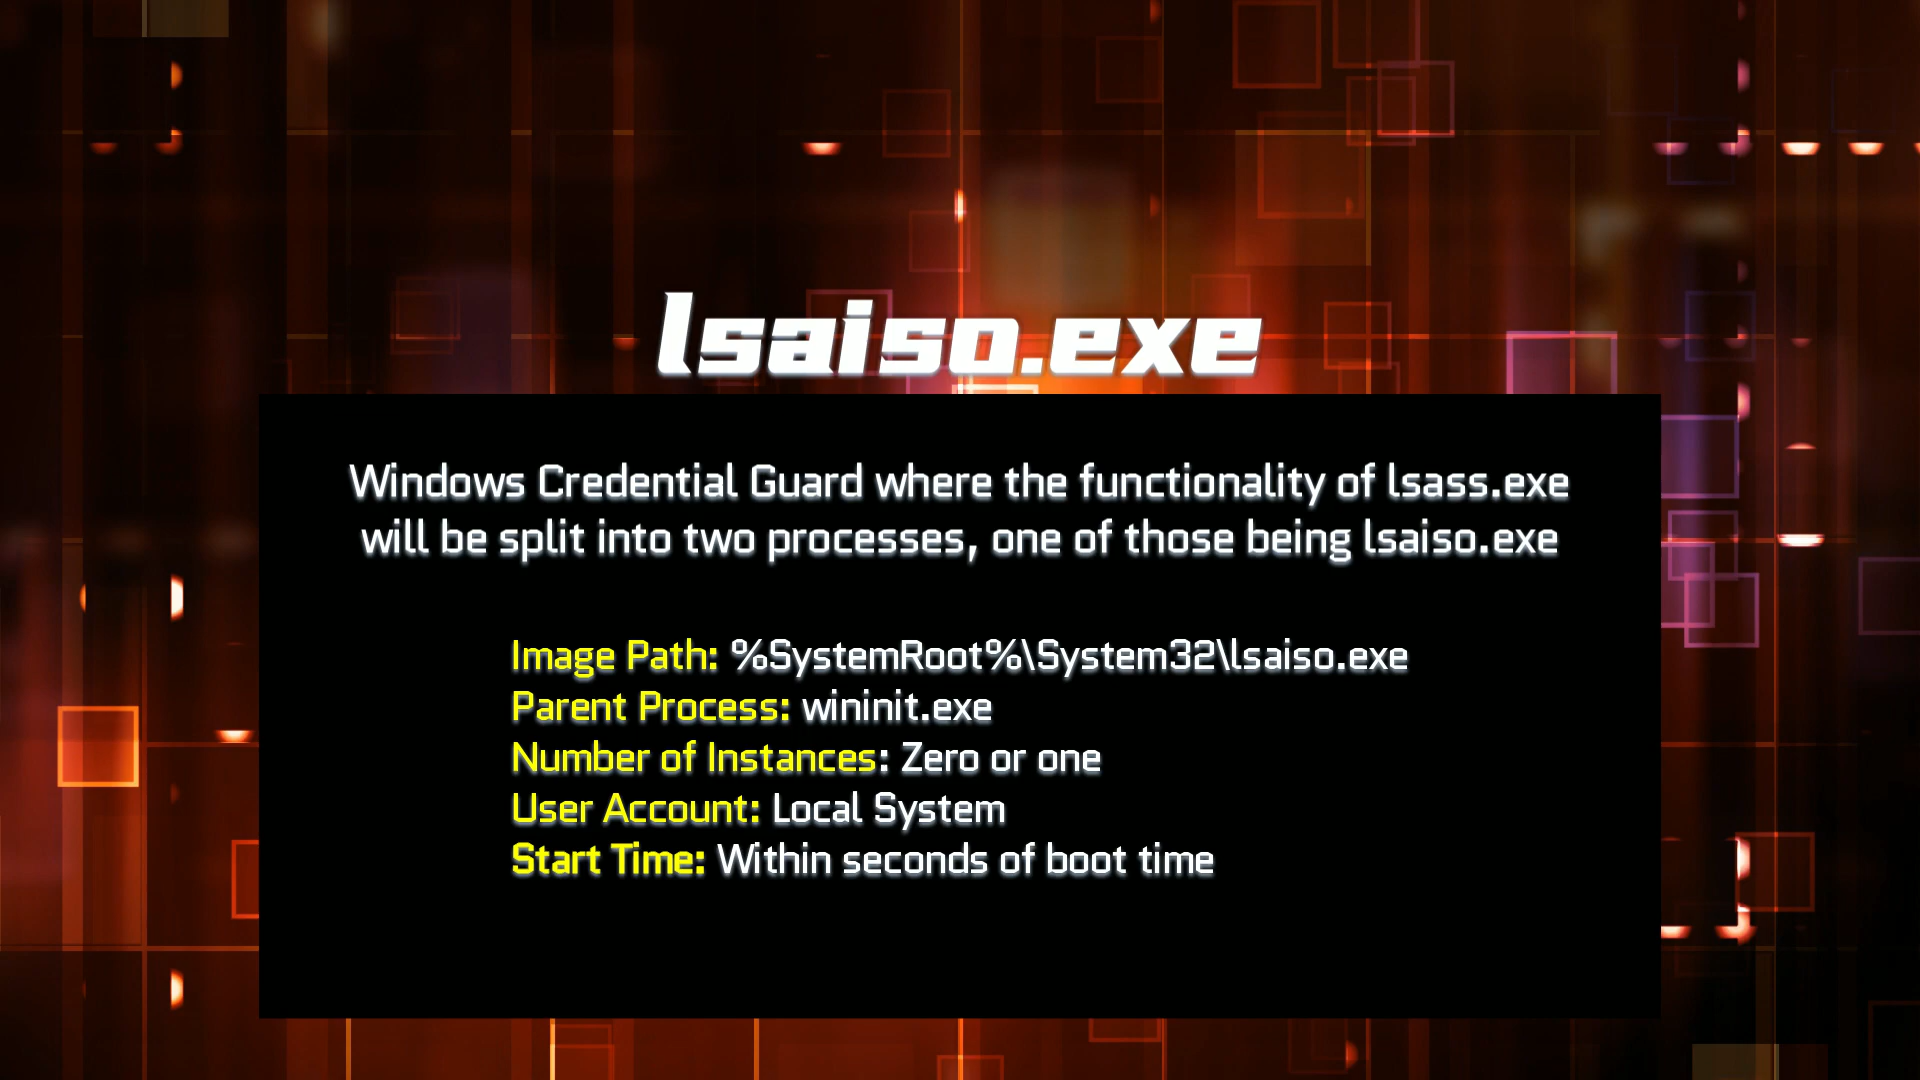 lsaiso.exe
Windows Credential Guard where the functionality of lsass.exe
will be split into two processes, one of those being lsaiso.exe
Image Path: %SystemRoot%\System32\lsaiso.exe
Parent Process: wininit.exe
Number of Instances: Zero or one
User Account: Local System
Start Time: Within seconds of boot time